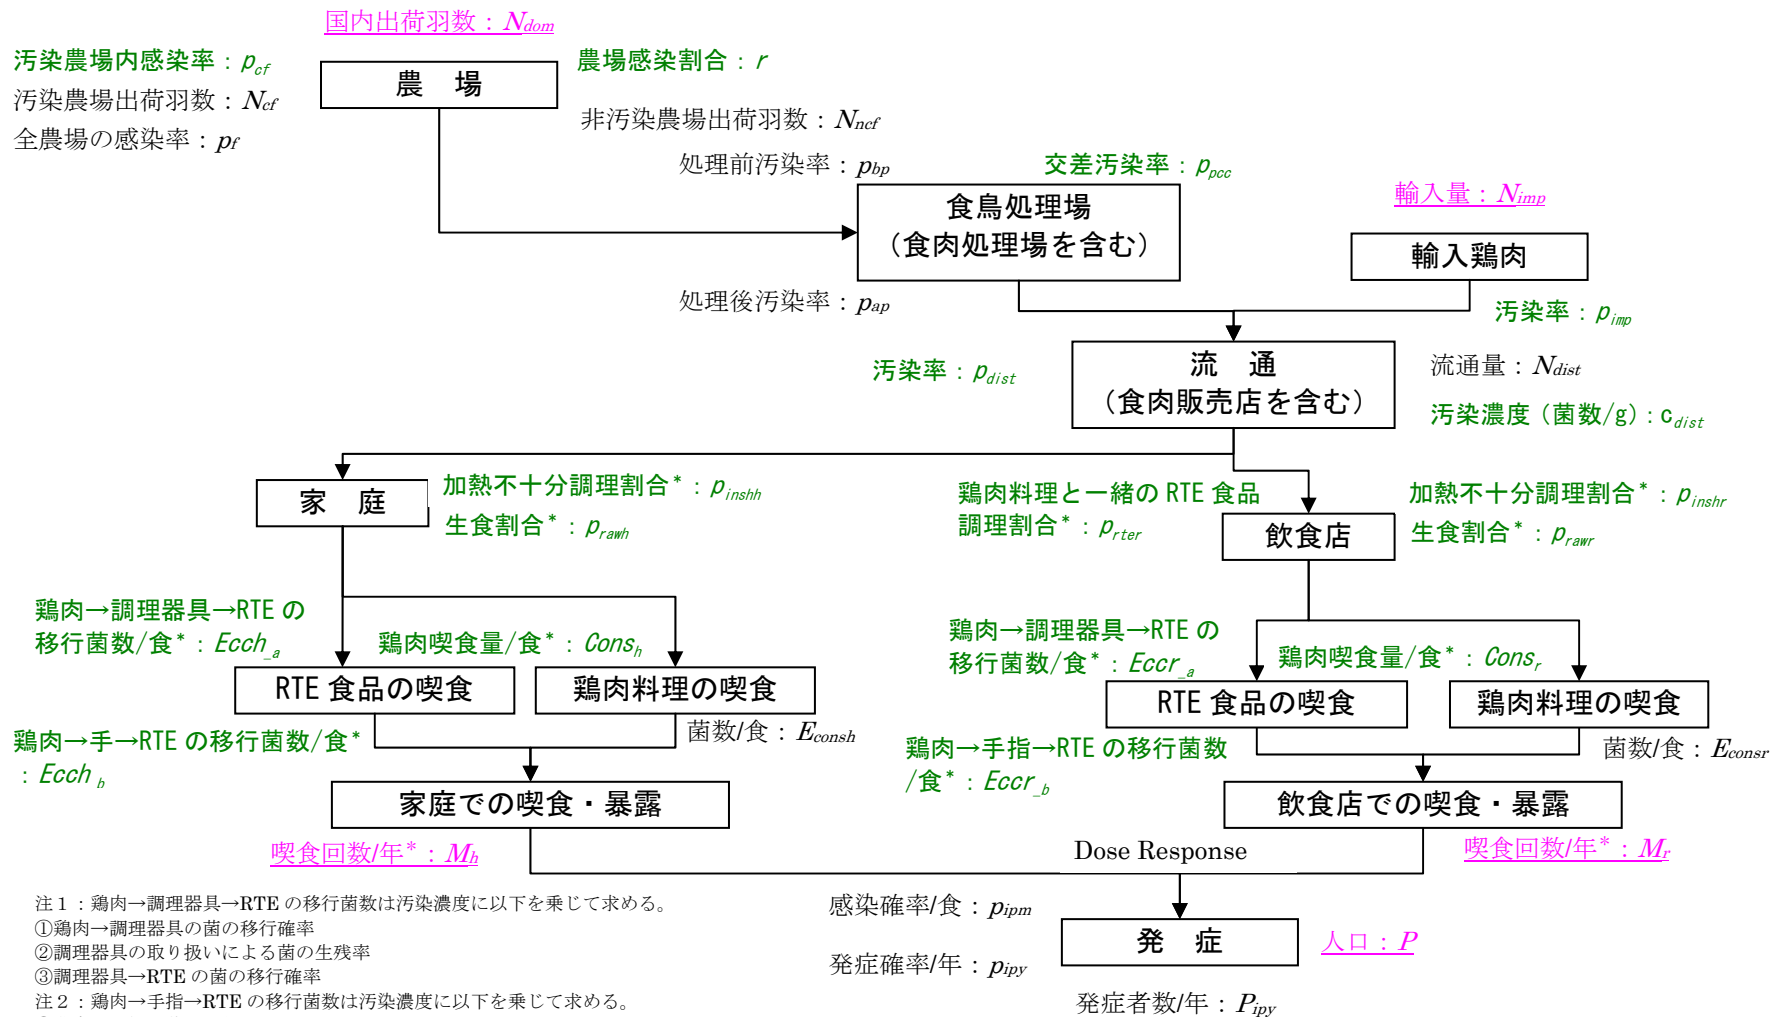 国内出荷羽数：Ndom
汚染農場内感染率：pcf
農場感染割合：r
農　場
汚染農場出荷羽数：Ncf
全農場の感染率：pf
非汚染農場出荷羽数：Nncf
処理前汚染率：pbp
交差汚染率：ppcc
輸入量：Nimp
食鳥処理場
（食肉処理場を含む）
輸入鶏肉
処理後汚染率：pap
汚染率：pimp
汚染率：pdist
流　通
（食肉販売店を含む）
流通量：Ndist
汚染濃度（菌数/g）：cdist
家　庭
加熱不十分調理割合*：pinshh
生食割合*：prawh
鶏肉料理と一緒の RTE 食品
調理割合*：prter
飲食店
加熱不十分調理割合*：pinshr
生食割合*：prawr
鶏肉→調理器具→RTE の
移行菌数/食*：Ecch_a
鶏肉喫食量/食*：Consh
鶏肉→調理器具→RTE の
移行菌数/食*：Eccr_a
鶏肉喫食量/食*：Consr
RTE 食品の喫食
鶏肉料理の喫食
RTE 食品の喫食
鶏肉料理の喫食
鶏肉→手→RTE の移行菌数/食*
：Ecch b
菌数/食：Econsh
鶏肉→手指→RTE の移行菌数
/食*：Eccr_b
菌数/食：Econsr
家庭での喫食・暴露
飲食店での喫食・暴露
喫食回数/年*：Mh
喫食回数/年*：Mr
Dose Response
感染確率/食：pipm
発　症
人口：P
発症確率/年：pipy
発症者数/年：Pipy
注１：鶏肉→調理器具→RTE の移行菌数は汚染濃度に以下を乗じて求める。
①鶏肉→調理器具の菌の移行確率
②調理器具の取り扱いによる菌の生残率
③調理器具→RTE の菌の移行確率
注２：鶏肉→手指→RTE の移行菌数は汚染濃度に以下を乗じて求める。